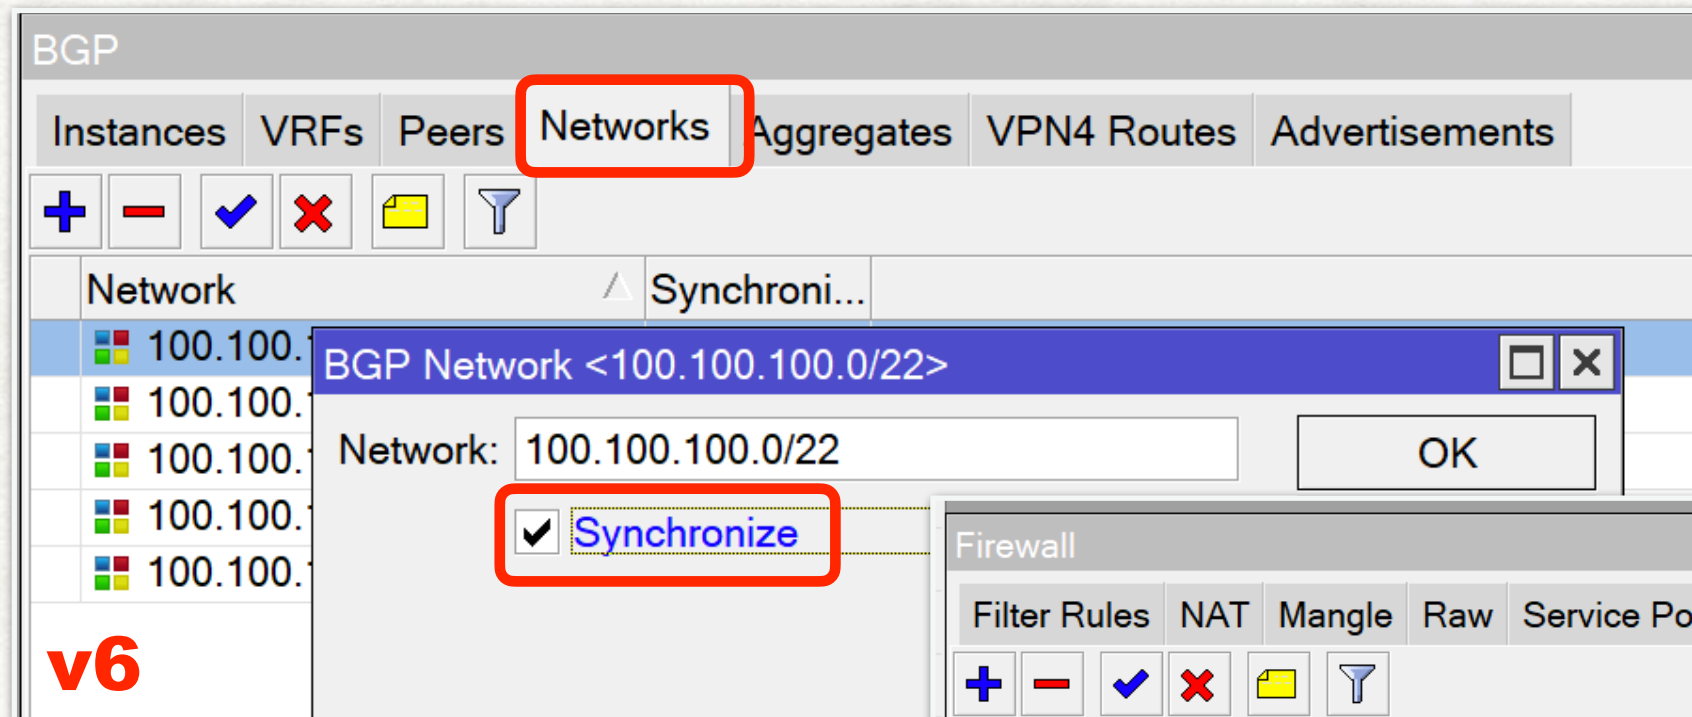 BGP
Instances VRFs Peers Networks Aggregates VPN4 Routes Advertisements
Network Synchroni...
100.100.
BGP Network <100.100.100.0/22>
100.100.
Network: 100.100.100.0/22 OK
100.100.
100.100.
Synchronize
100.100.
Firewall
Filter Rules NAT Mangle Raw Service Po
v6